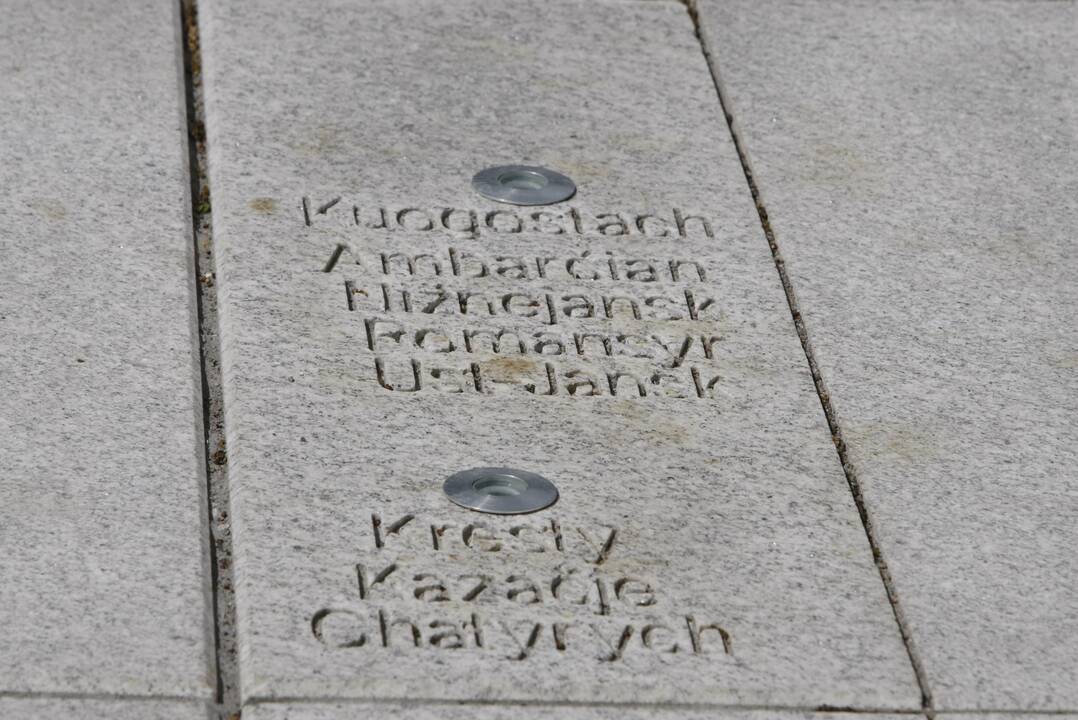 Kuogostach
Ambarčian
Nižnejansk
Romansyr
Ust-Jansk
Kresty
Kazačje
Chatyrych